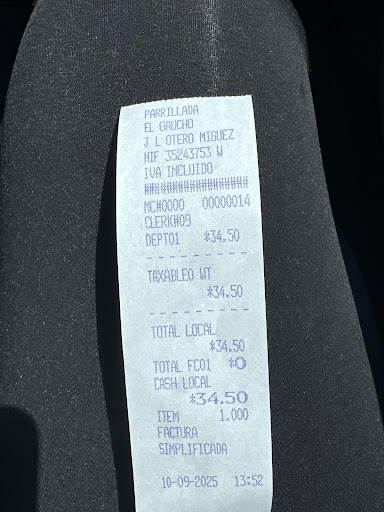 PARRILLADA
EL GAUCHO
J L OTERO MIGUEZ
NIF 35243753 W
IVA INCLUIDO
##################
MC#0000 00000014
CLERK#09
DEPT01 *34.50
- - - - - - - - - - -
TAXABLE0 WT
*34.50
- - - - - - - - - - -
TOTAL LOCAL
*34.50
TOTAL FC01 *0
CASH LOCAL
*34.50
ITEM 1.000
FACTURA
SIMPLIFICADA
10-09-2025 13:52